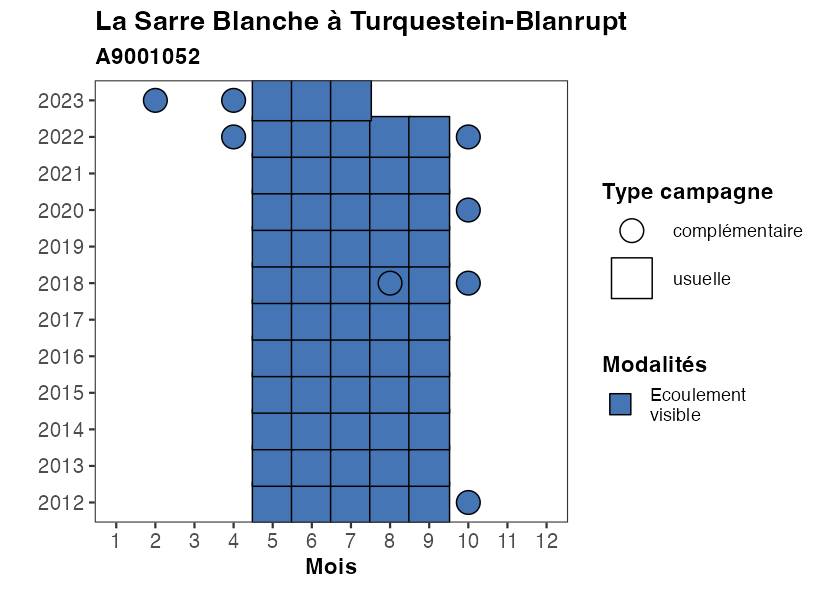 La Sarre Blanche à Turquestein-Blanrupt
A9001052
2023
2022
2021
2020
2019
2018
2017
2016
2015
2014
2013
2012
1 2 3 4 5 6 7 8 9 10 11 12
Mois
Type campagne
complémentaire
usuelle
Modalités
Ecoulement
visible